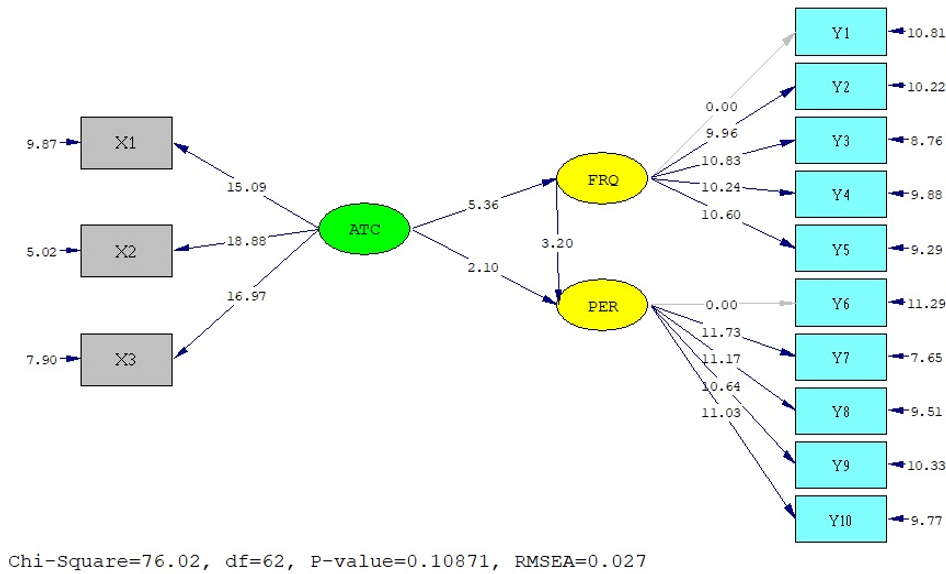 Y1
10.81
Y2
10.22
0.00
X1
9.87
9.96
Y3
8.76
10.83
FRQ
15.09
10.24
Y4
9.88
5.36
10.60
ATC
18.88
X2
5.02
3.20
Y5
9.29
2.10
16.97
PER
0.00
Y6
11.29
11.73
X3
7.90
11.17
Y7
7.65
10.64
11.03
Y8
9.51
Y9
10.33
Y10
9.77
Chi-Square=76.02, df=62, P-value=0.10871, RMSEA=0.027